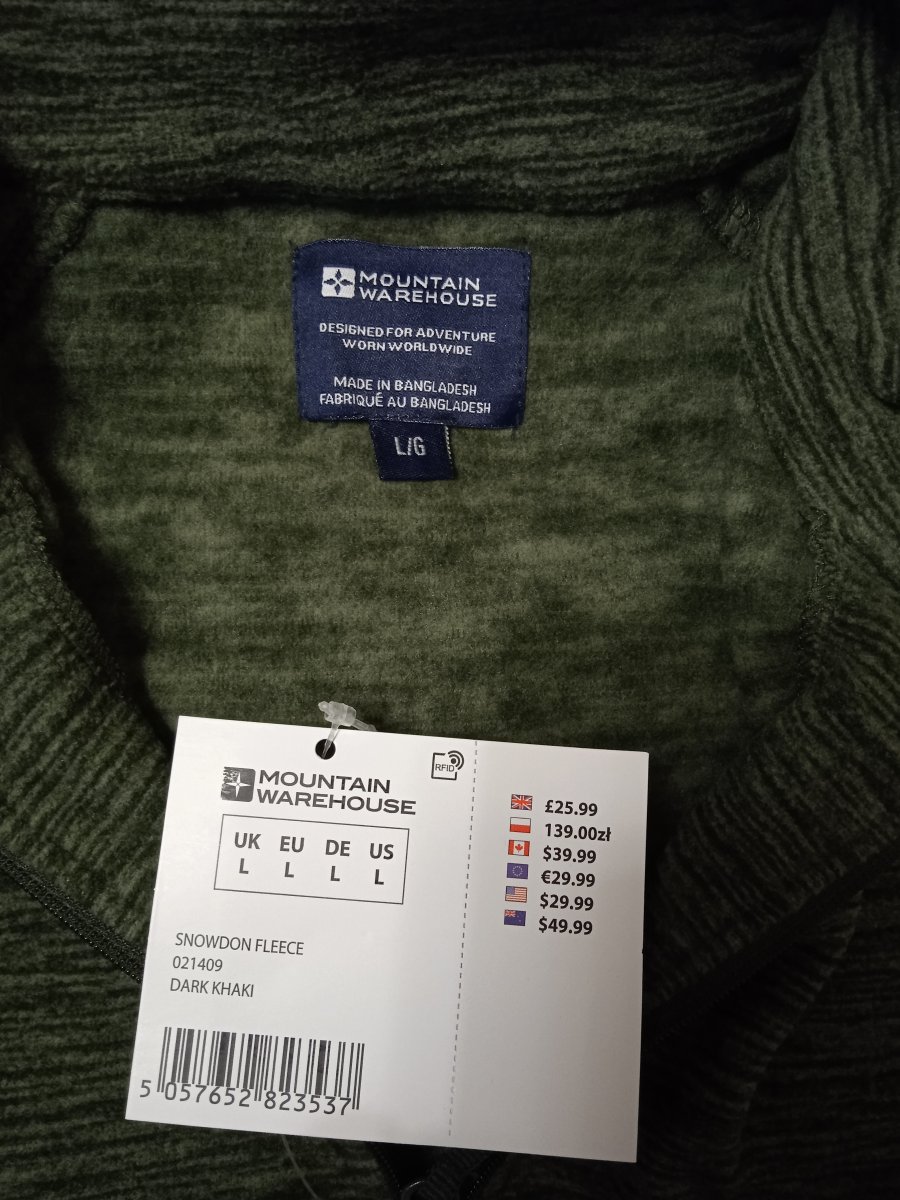 MOUNTAIN
WAREHOUSE
DESIGNED FOR ADVENTURE
WORN WORLDWIDE
MADE IN BANGLADESH
FABRIQUÉ AU BANGLADESH
L/G
MOUNTAIN
WAREHOUSE
RFID
UK EU DE US
L L L L
SNOWDON FLEECE
021409
DARK KHAKI
5 057652 823537
£25.99
139.00zł
$39.99
€29.99
$29.99
$49.99